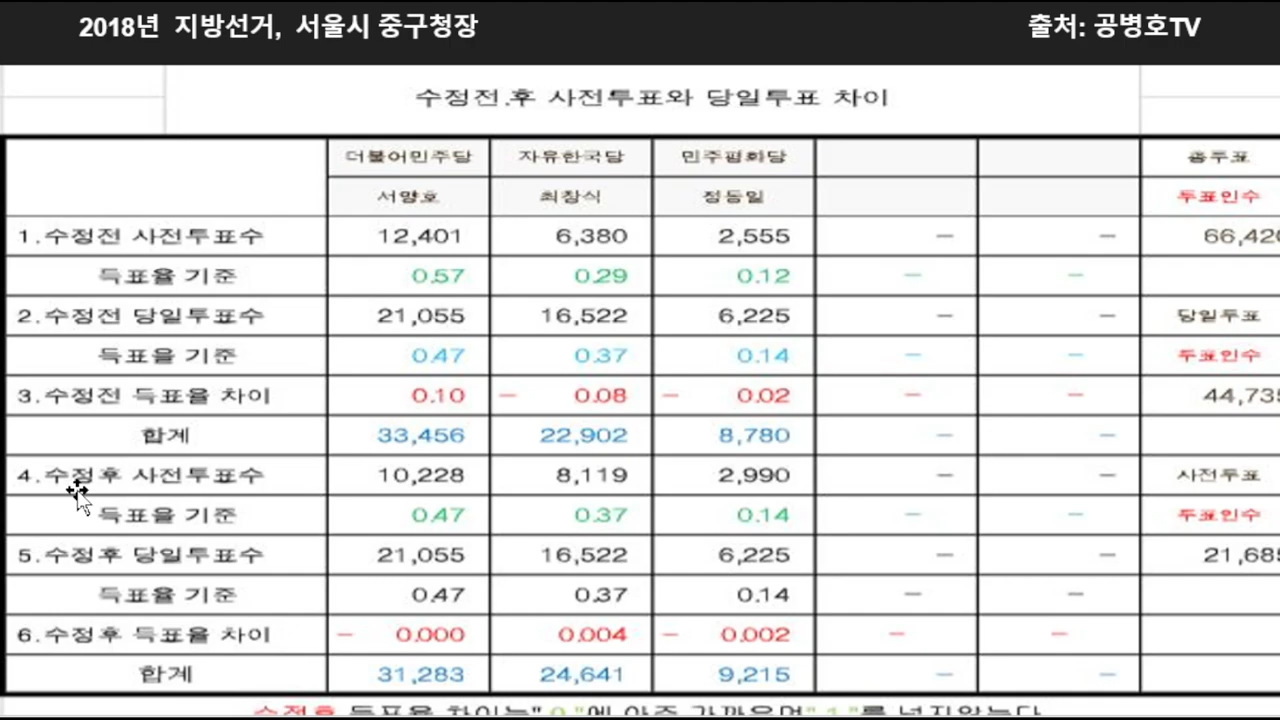 2018년 지방선거, 서울시 중구청장 출처: 공병호TV
수정전.후 사전투표와 당일투표 차이
더불어민주당 자유한국당 민주평화당 총투표
서양호 최창식 정동일 투표인수
1.수정전 사전투표수 12,401 6,380 2,555 - - 66,420
득표율 기준 0.57 0.29 0.12 - -
2.수정전 당일투표수 21,055 16,522 6,225 - - 당일투표
득표율 기준 0.47 0.37 0.14 - - 투표인수
3.수정전 득표율 차이 0.10 - 0.08 - 0.02 - - 44,735
합계 33,456 22,902 8,780 - -
4.수정후 사전투표수 10,228 8,119 2,990 - - 사전투표
득표율 기준 0.47 0.37 0.14 - - 투표인수
5.수정후 당일투표수 21,055 16,522 6,225 - - 21,685
득표율 기준 0.47 0.37 0.14 - -
6.수정후 득표율 차이 - 0.000 0.004 - 0.002 - -
합계 31,283 24,641 9,215 - -
수정후 득표율 차이는"